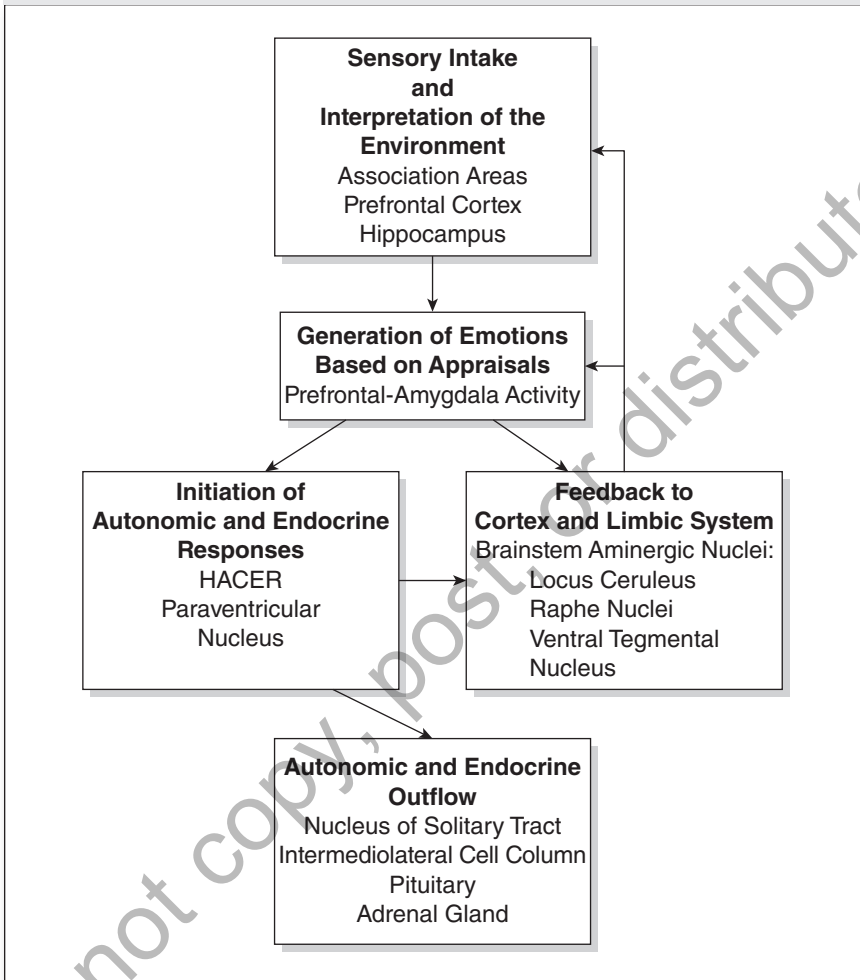 Sensory Intake
and
Interpretation of the
Environment
Association Areas
Prefrontal Cortex
Hippocampus
Generation of Emotions
Based on Appraisals
Prefrontal-Amygdala Activity
Initiation of
Autonomic and Endocrine
Responses
HACER
Paraventricular
Nucleus
Feedback to
Cortex and Limbic System
Brainstem Aminergic Nuclei:
Locus Ceruleus
Raphe Nuclei
Ventral Tegmental
Nucleus
Autonomic and Endocrine
Outflow
Nucleus of Solitary Tract
Intermediolateral Cell Column
Pituitary
Adrenal Gland
not copy, post, or distribute